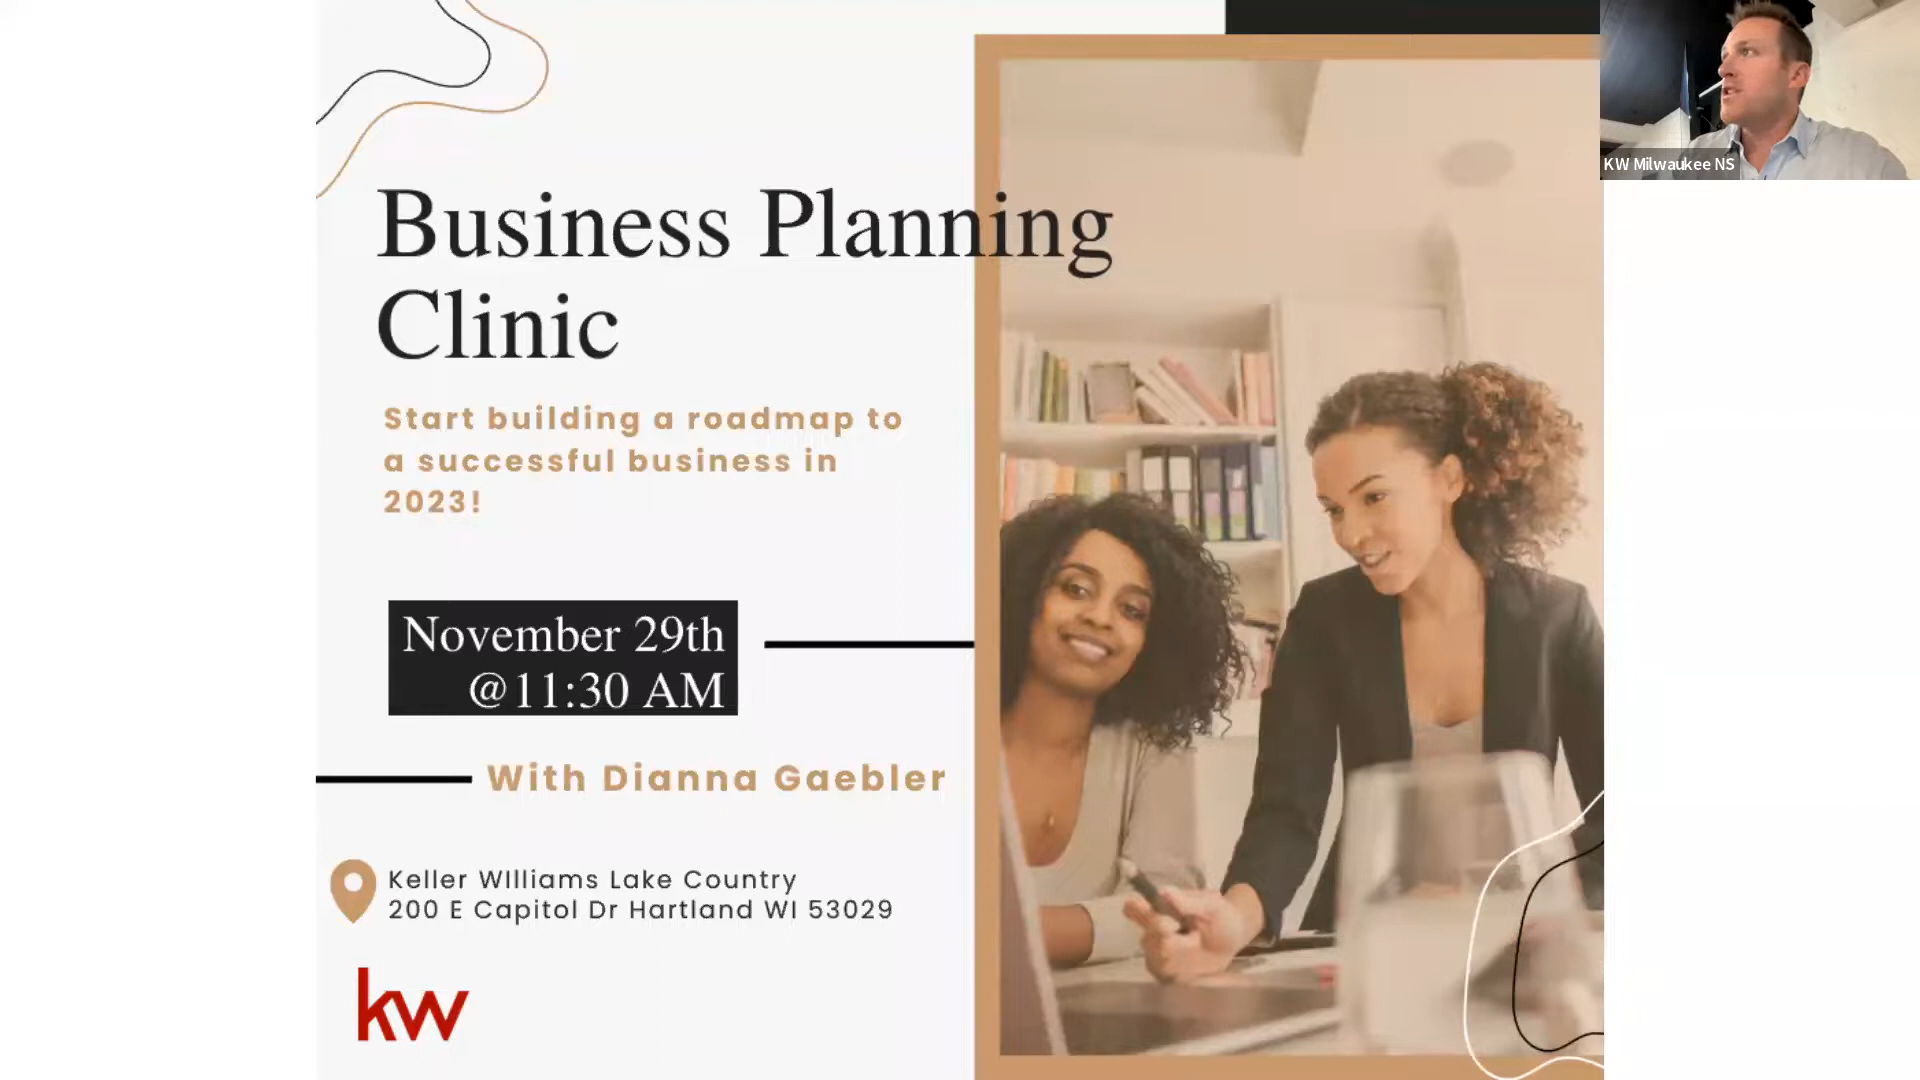 Business Planning
Clinic
Start building a roadmap to
a successful business in
2023!
November 29th
@11:30 AM
With Dianna Gaebler
Keller WIlliams Lake Country
200 E Capitol Dr Hartland WI 53029
kw
KW Milwaukee NS